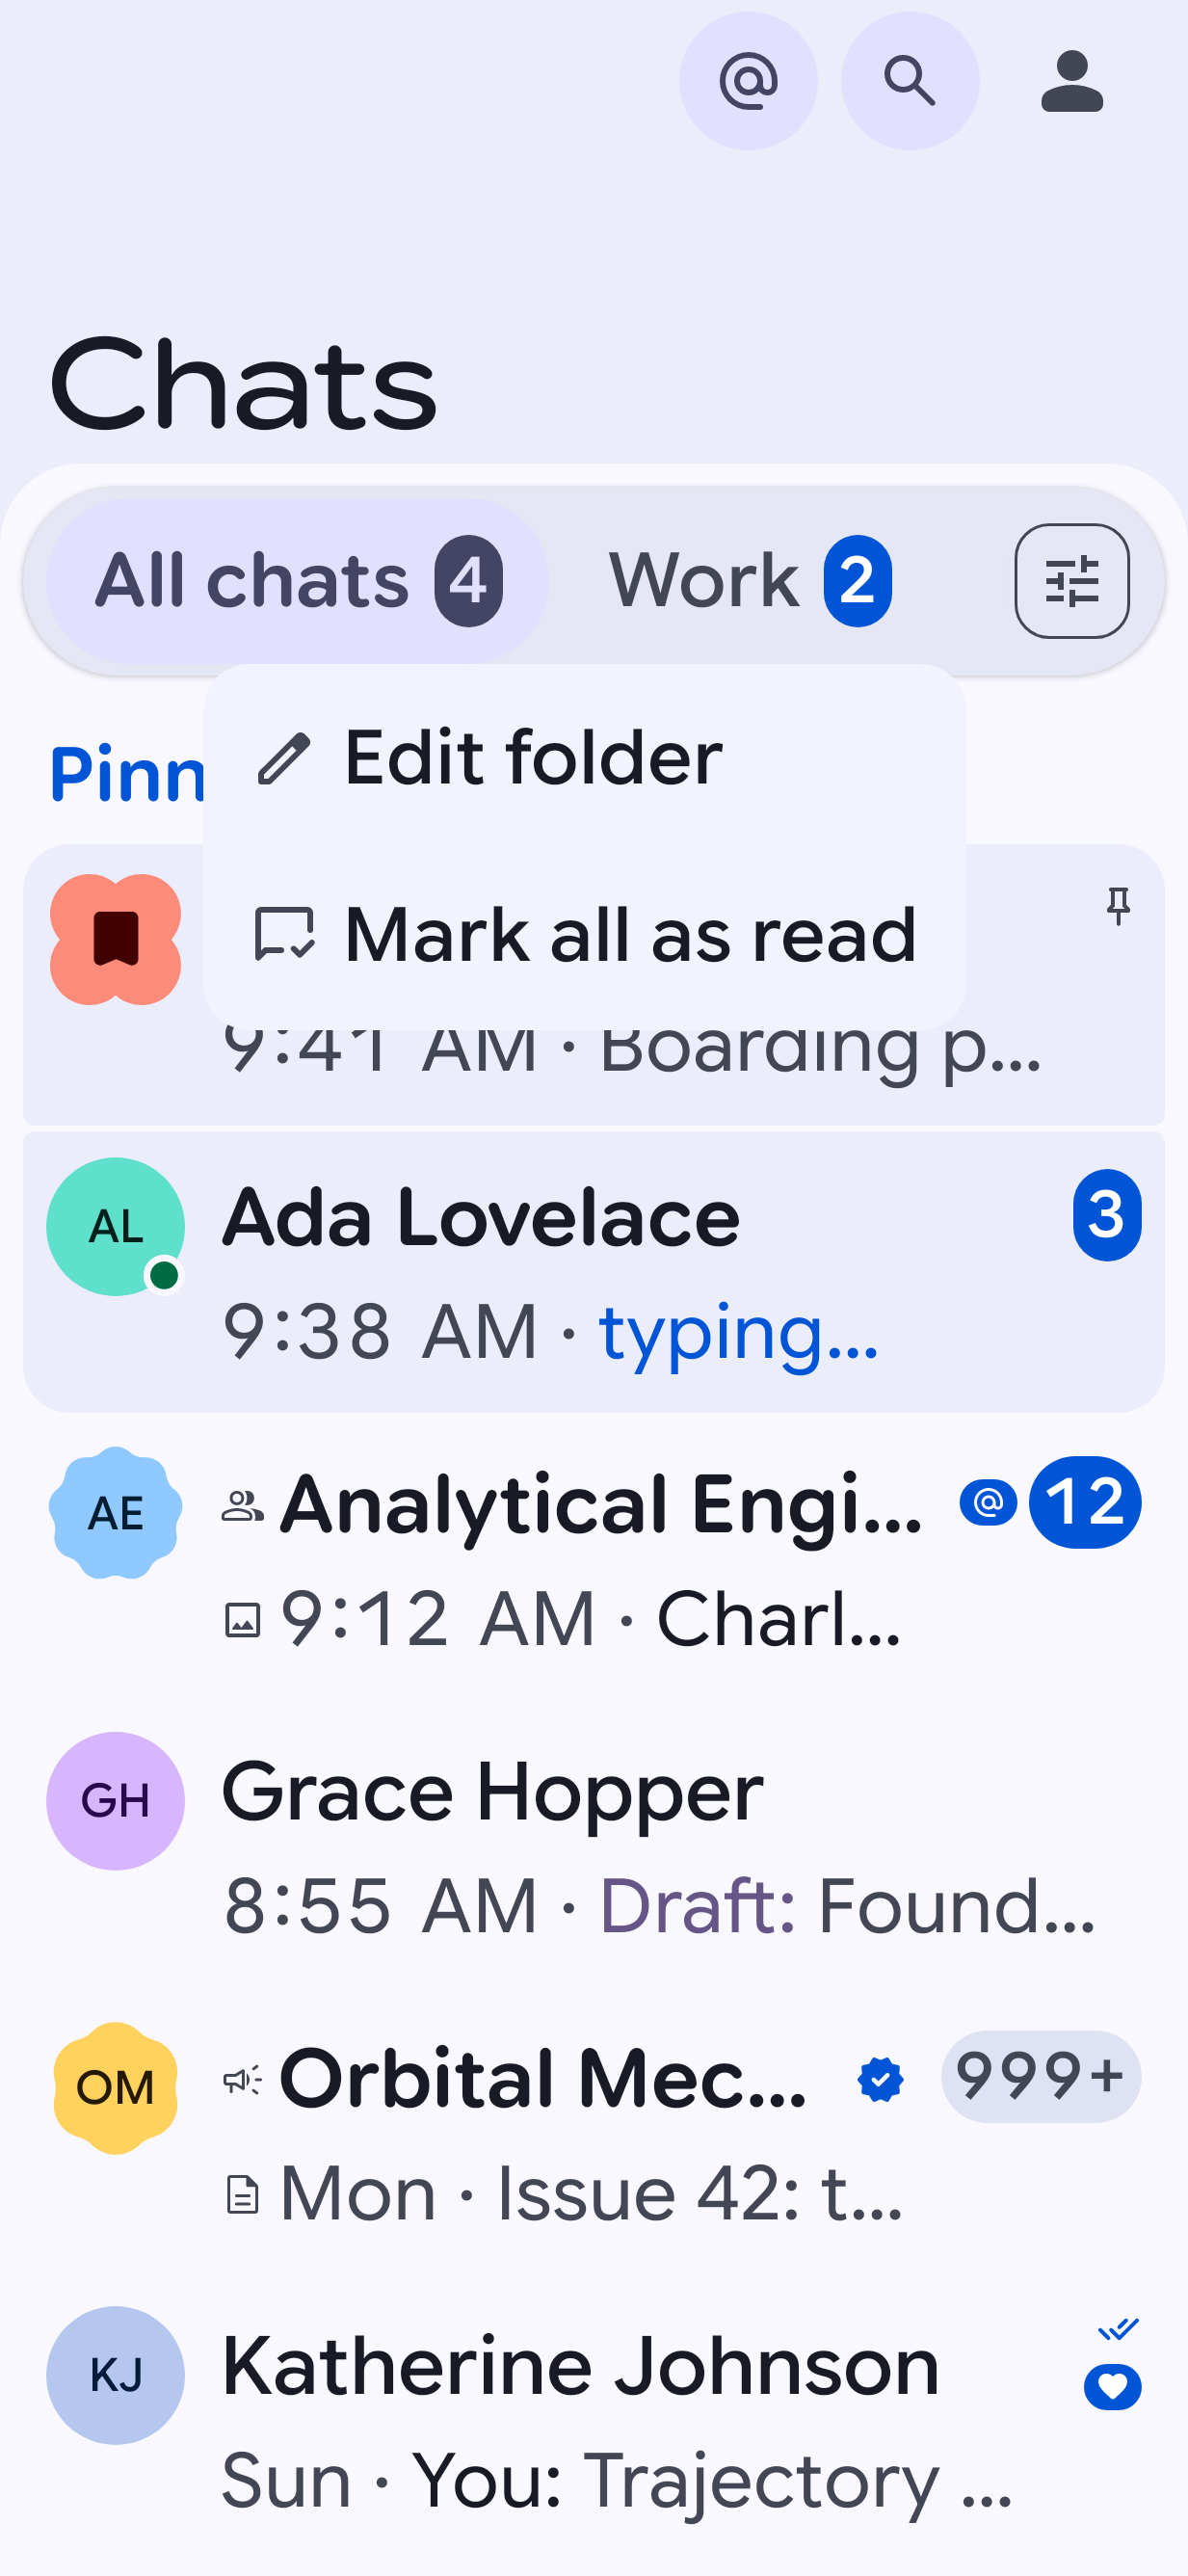 Chats
All chats 4 Work 2
Edit folder
Mark all as read
9:41 AM · Boarding p...
AL Ada Lovelace 3
9:38 AM · typing...
AE Analytical Engi... @ 12
9:12 AM · Charl...
GH Grace Hopper
8:55 AM · Draft: Found...
OM Orbital Mec... 999+
Mon · Issue 42: t...
KJ Katherine Johnson
Sun · You: Trajectory ...